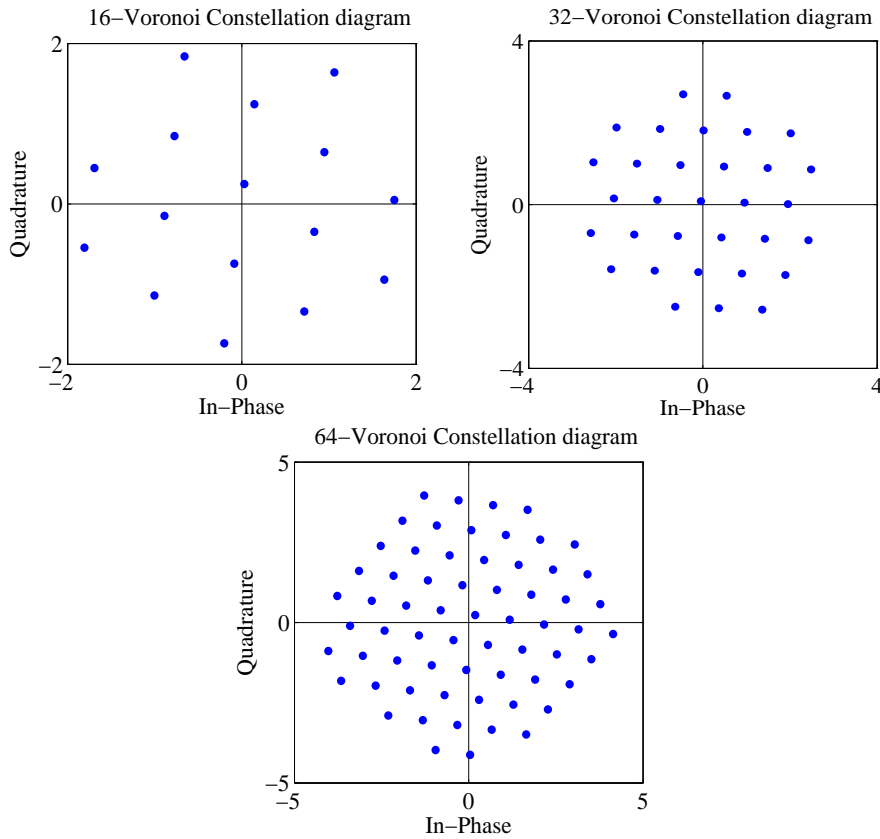 16−Voronoi Constellation diagram
2
0
−2
−2
0
2
Quadrature
In−Phase
32−Voronoi Constellation diagram
4
0
−4
−4
0
4
Quadrature
In−Phase
64−Voronoi Constellation diagram
5
0
−5
−5
0
5
Quadrature
In−Phase